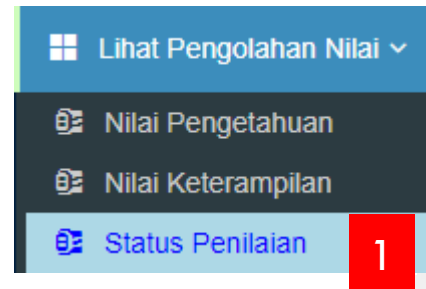 Lihat Pengolahan Nilai
Nilai Pengetahuan
Nilai Keterampilan
Status Penilaian
1